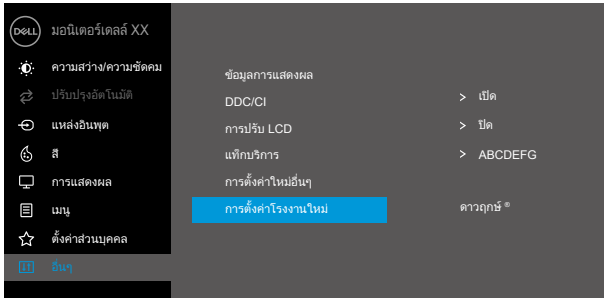 DELL
มอนิเตอร์เดลล์ XX
ความสว่าง/ความชัดคม
ปรับปรุงอัตโนมัติ
แหล่งอินพุต
สี
การแสดงผล
เมนู
ตั้งค่าส่วนบุคคล
อื่นๆ
ข้อมูลการแสดงผล
DDC/CI > เปิด
การปรับ LCD > ปิด
แท็กบริการ > ABCDEFG
การตั้งค่าใหม่อื่นๆ
การตั้งค่าโรงงานใหม่ ดาวฤกษ์ ®